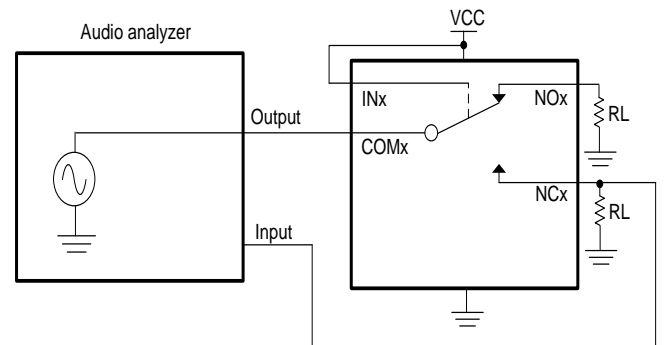 VCC
Audio analyzer
INx
NOx
RL
Output
COMx
NCx
RL
Input